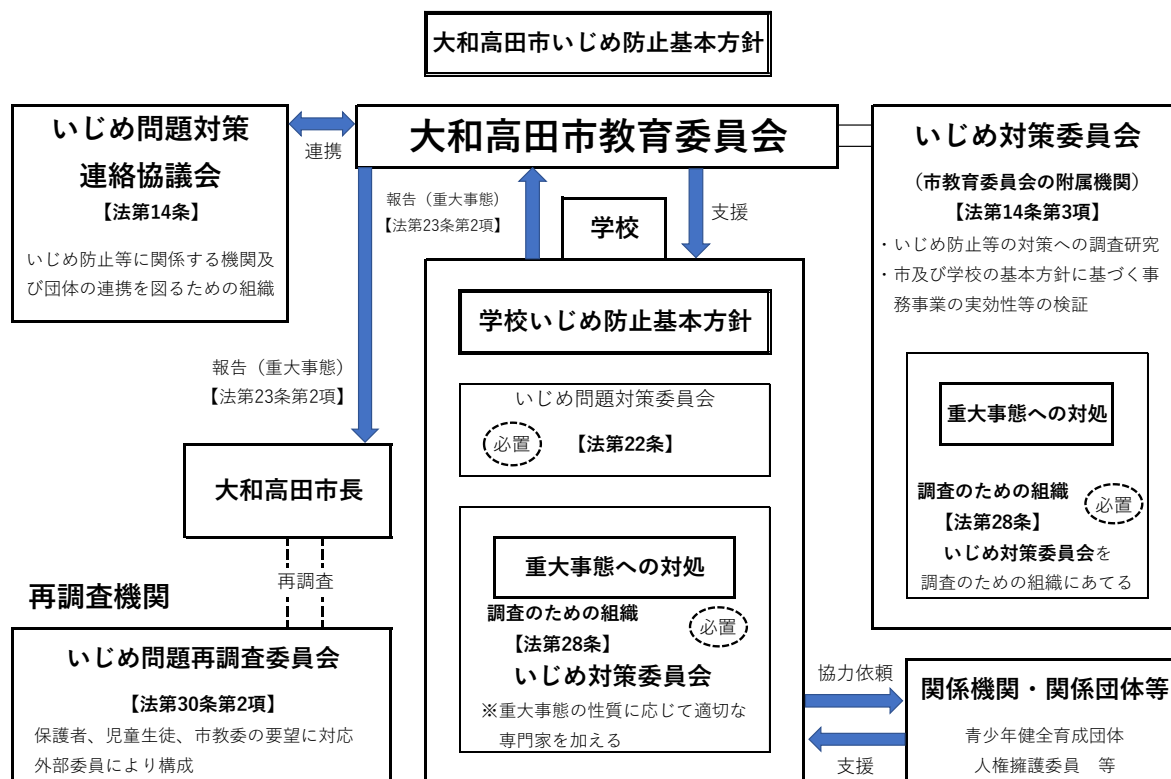 大和高田市いじめ防止基本方針
いじめ問題対策
連絡協議会
【法第14条】
いじめ防止等に関係する機関及
び団体の連携を図るための組織
連携
大和高田市教育委員会
報告（重大事態）
【法第23条第2項】
支援
いじめ対策委員会
（市教育委員会の附属機関）
【法第14条第3項】
・いじめ防止等の対策への調査研究
・市及び学校の基本方針に基づく事
務事業の実効性等の検証
重大事態への対処
調査のための組織
【法第28条】
必置
いじめ対策委員会を
調査のための組織にあてる
学校
学校いじめ防止基本方針
いじめ問題対策委員会
必置
【法第22条】
重大事態への対処
調査のための組織
【法第28条】
必置
いじめ対策委員会
※重大事態の性質に応じて適切な
専門家を加える
報告（重大事態）
【法第23条第2項】
大和高田市長
再調査
再調査機関
いじめ問題再調査委員会
【法第30条第2項】
保護者、児童生徒、市教委の要望に対応
外部委員により構成
協力依頼
支援
関係機関・関係団体等
青少年健全育成団体
人権擁護委員　等